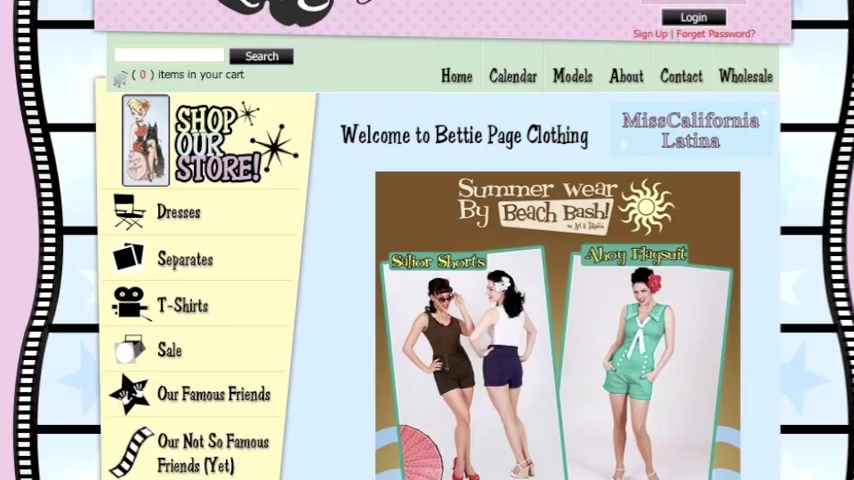 Login
Sign Up | Forget Password?
Search
( 0 ) items in your cart
Home
Calendar
Models
About
Contact
Wholesale
SHOP
OUR
STORE!
Dresses
Separates
T-Shirts
Sale
Our Famous Friends
Our Not So Famous
Friends (Yet)
Welcome to Bettie Page Clothing
MissCalifornia
Latina
Summer wear
By Beach Bash!
Sailor Shorts
Ahoy Playsuit